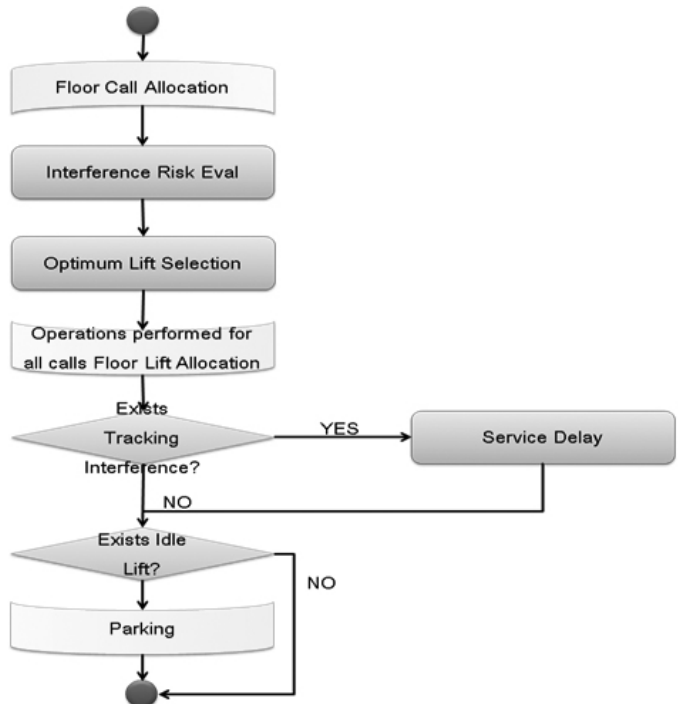 Floor Call Allocation
Interference Risk Eval
Optimum Lift Selection
Operations performed for
all calls Floor Lift Allocation
Exists
Tracking
Interference?
YES
Service Delay
NO
Exists Idle
Lift?
NO
Parking